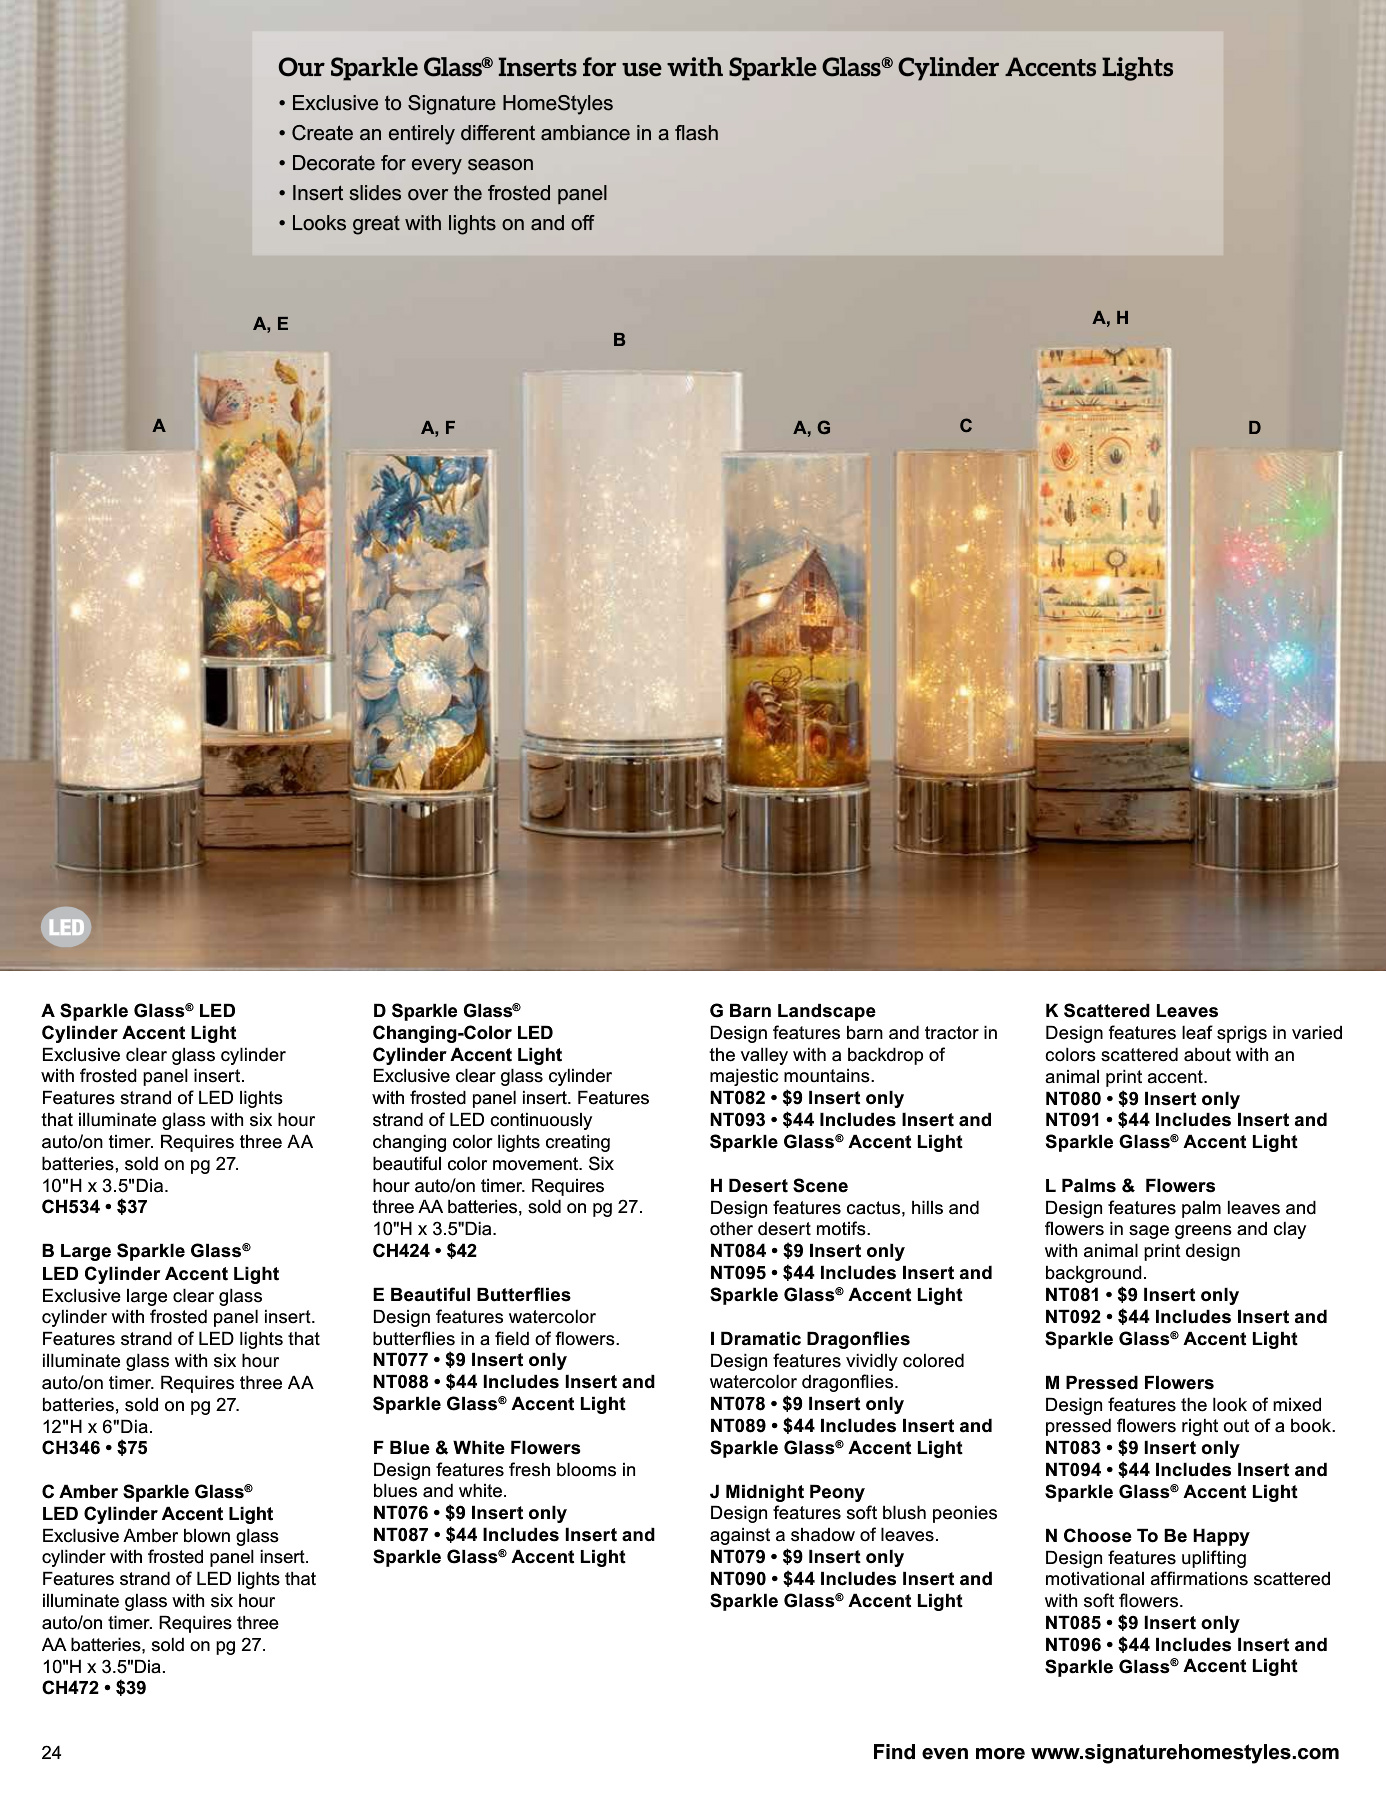 Our Sparkle Glass® Inserts for use with Sparkle Glass® Cylinder Accents Lights
• Exclusive to Signature HomeStyles
• Create an entirely different ambiance in a flash
• Decorate for every season
• Insert slides over the frosted panel
• Looks great with lights on and off
A, E
A, H
B
A
A, F
A, G
C
D
LED
A Sparkle Glass® LED
Cylinder Accent Light
Exclusive clear glass cylinder
with frosted panel insert.
Features strand of LED lights
that illuminate glass with six hour
auto/on timer. Requires three AA
batteries, sold on pg 27.
10"H x 3.5"Dia.
CH534 • $37
B Large Sparkle Glass®
LED Cylinder Accent Light
Exclusive large clear glass
cylinder with frosted panel insert.
Features strand of LED lights that
illuminate glass with six hour
auto/on timer. Requires three AA
batteries, sold on pg 27.
12"H x 6"Dia.
CH346 • $75
C Amber Sparkle Glass®
LED Cylinder Accent Light
Exclusive Amber blown glass
cylinder with frosted panel insert.
Features strand of LED lights that
illuminate glass with six hour
auto/on timer. Requires three
AA batteries, sold on pg 27.
10"H x 3.5"Dia.
CH472 • $39
D Sparkle Glass®
Changing-Color LED
Cylinder Accent Light
Exclusive clear glass cylinder
with frosted panel insert. Features
strand of LED continuously
changing color lights creating
beautiful color movement. Six
hour auto/on timer. Requires
three AA batteries, sold on pg 27.
10"H x 3.5"Dia.
CH424 • $42
E Beautiful Butterflies
Design features watercolor
butterflies in a field of flowers.
NT077 • $9 Insert only
NT088 • $44 Includes Insert and
Sparkle Glass® Accent Light
F Blue & White Flowers
Design features fresh blooms in
blues and white.
NT076 • $9 Insert only
NT087 • $44 Includes Insert and
Sparkle Glass® Accent Light
G Barn Landscape
Design features barn and tractor in
the valley with a backdrop of
majestic mountains.
NT082 • $9 Insert only
NT093 • $44 Includes Insert and
Sparkle Glass® Accent Light
H Desert Scene
Design features cactus, hills and
other desert motifs.
NT084 • $9 Insert only
NT095 • $44 Includes Insert and
Sparkle Glass® Accent Light
I Dramatic Dragonflies
Design features vividly colored
watercolor dragonflies.
NT078 • $9 Insert only
NT089 • $44 Includes Insert and
Sparkle Glass® Accent Light
J Midnight Peony
Design features soft blush peonies
against a shadow of leaves.
NT079 • $9 Insert only
NT090 • $44 Includes Insert and
Sparkle Glass® Accent Light
K Scattered Leaves
Design features leaf sprigs in varied
colors scattered about with an
animal print accent.
NT080 • $9 Insert only
NT091 • $44 Includes Insert and
Sparkle Glass® Accent Light
L Palms &  Flowers
Design features palm leaves and
flowers in sage greens and clay
with animal print design
background.
NT081 • $9 Insert only
NT092 • $44 Includes Insert and
Sparkle Glass® Accent Light
M Pressed Flowers
Design features the look of mixed
pressed flowers right out of a book.
NT083 • $9 Insert only
NT094 • $44 Includes Insert and
Sparkle Glass® Accent Light
N Choose To Be Happy
Design features uplifting
motivational affirmations scattered
with soft flowers.
NT085 • $9 Insert only
NT096 • $44 Includes Insert and
Sparkle Glass® Accent Light
24
Find even more www.signaturehomestyles.com